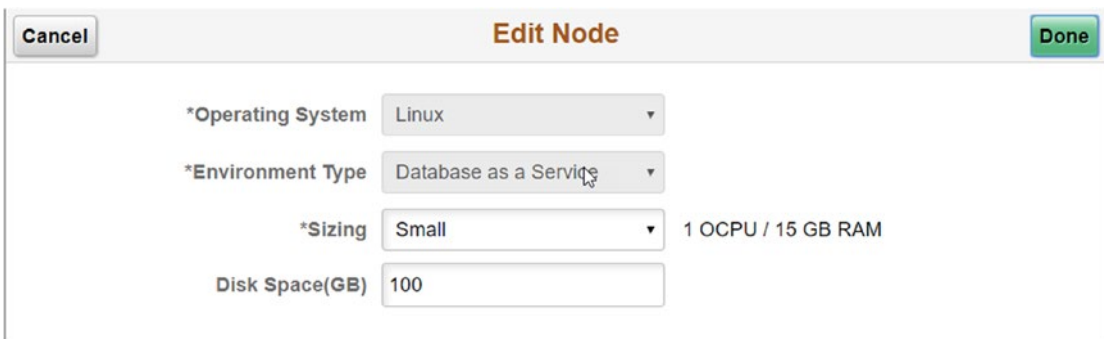 Cancel Edit Node Done
*Operating System Linux
*Environment Type Database as a Service
*Sizing Small 1 OCPU / 15 GB RAM
Disk Space(GB) 100